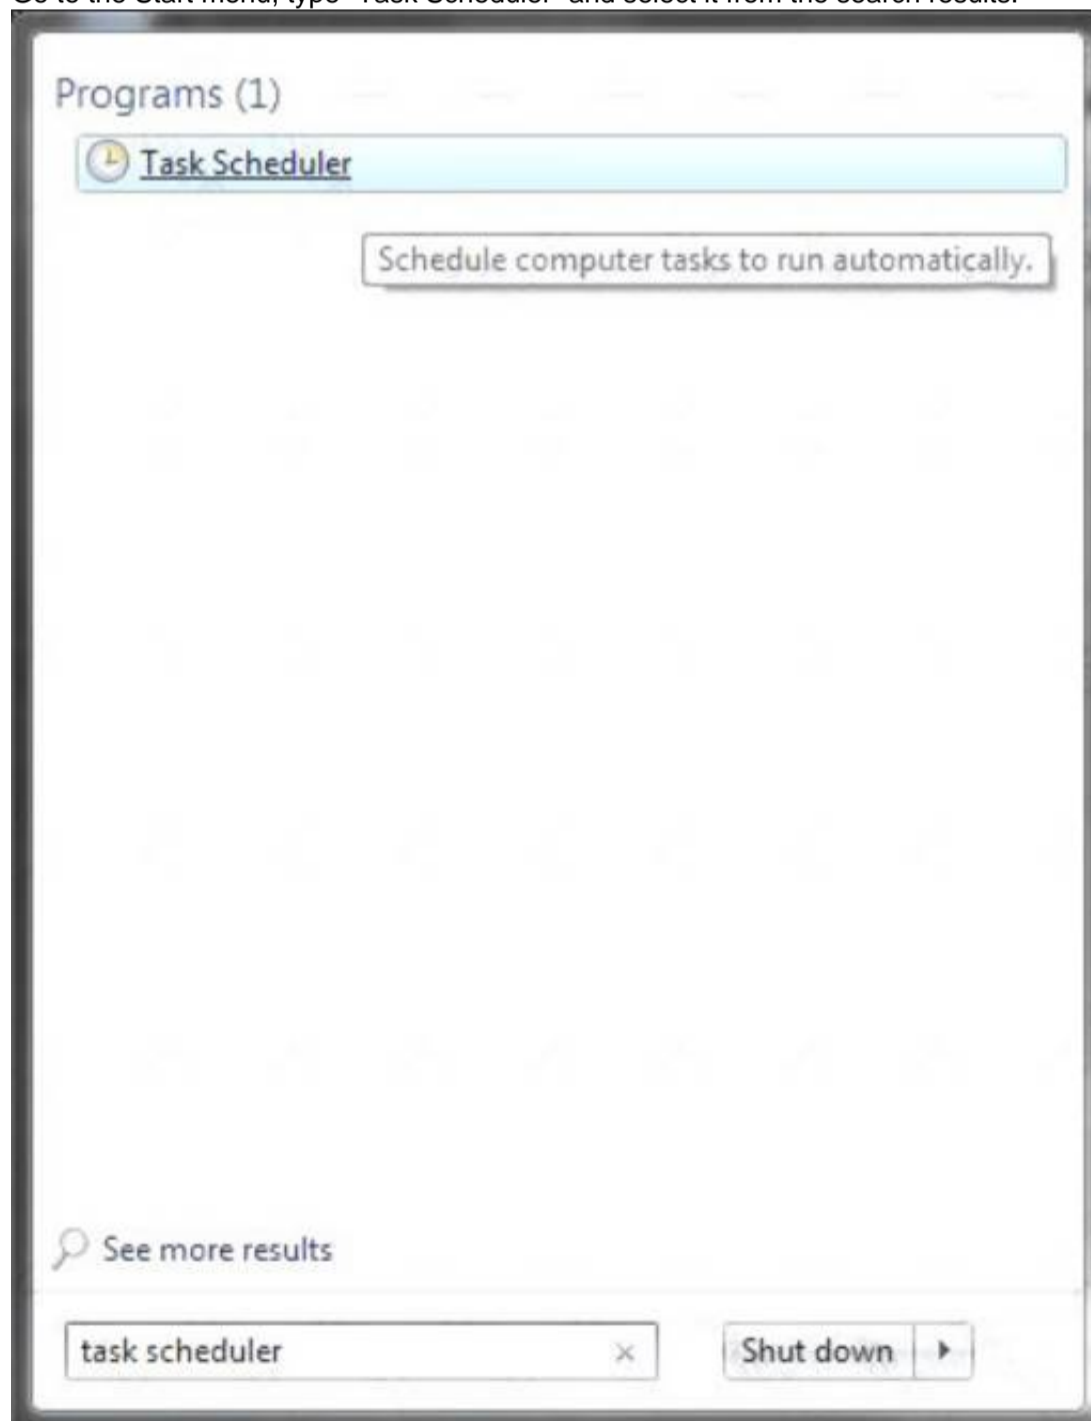 Go to the Start menu, type "Task Scheduler" and select it from the search results.
Programs (1)
Task Scheduler
Schedule computer tasks to run automatically.
See more results
task scheduler
Shut down